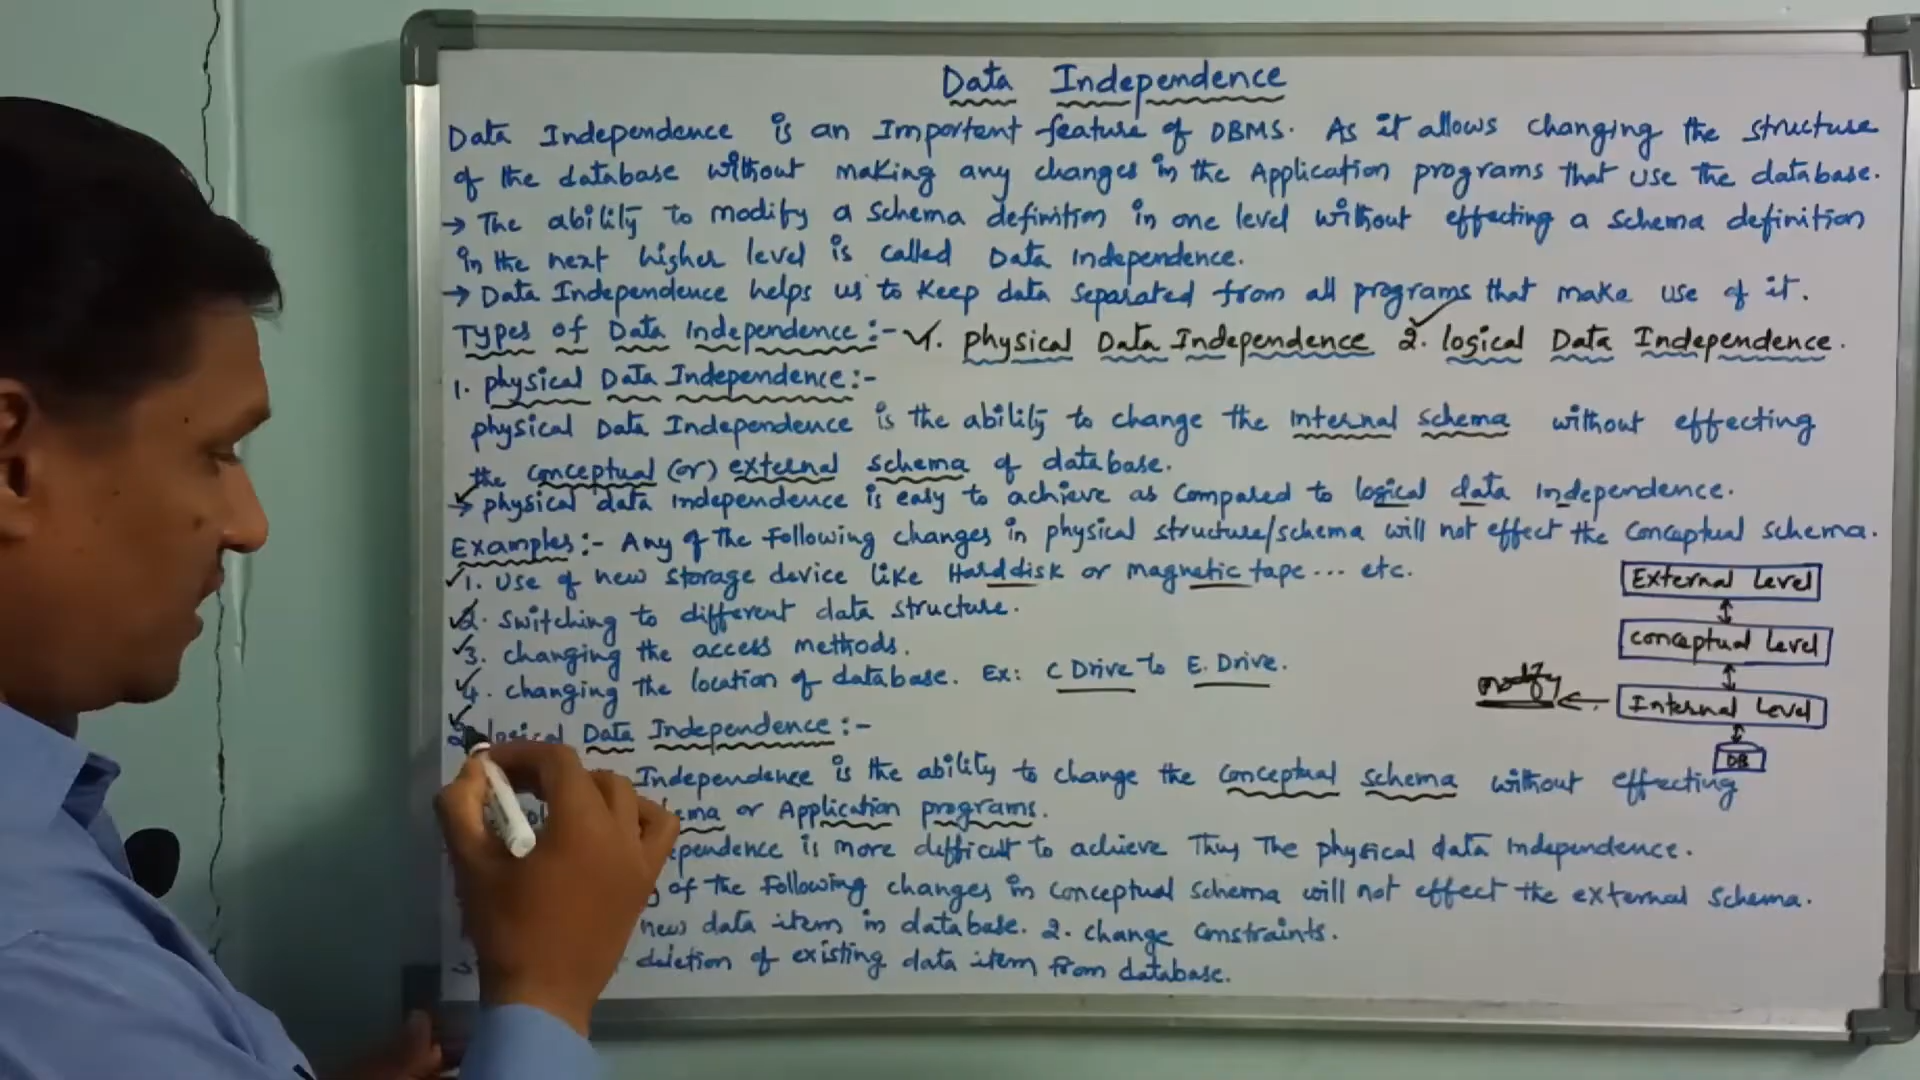 Data Independence
Data Independence is an Important feature of DBMS. As it allows changing the structure
of the database without making any changes in the Application programs that use the database.
→ The ability to modify a schema definition in one level without effecting a schema definition
in the next higher level is called Data Independence.
→ Data Independence helps us to keep data separated from all programs that make use of it.
Types of Data Independence:- 1. physical Data Independence 2. logical Data Independence.
1. physical Data Independence:-
physical Data Independence is the ability to change the Internal schema without effecting
the conceptual (or) external schema of database.
→ physical data independence is easy to achieve as compared to logical data independence.
Examples:- Any of the following changes in physical structure/schema will not effect the conceptual schema.
1. Use of new storage device like Harddisk or magnetic tape... etc.
2. Switching to different data structure.
3. changing the access methods.
4. changing the location of database. Ex: C Drive to E. Drive.
2. logical Data Independence:-
Independence is the ability to change the conceptual schema without effecting
or Application programs.
is more difficult to achieve Than The physical data Independence.
of the following changes in conceptual schema will not effect the external schema.
new data item in database. 2. change constraints.
deletion of existing data item from database.
External Level
conceptual Level
modify
Internal Level
DB